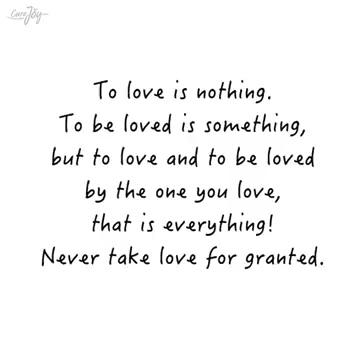 CureJoy
To love is nothing.
To be loved is something,
but to love and to be loved
by the one you love,
that is everything!
Never take love for granted.